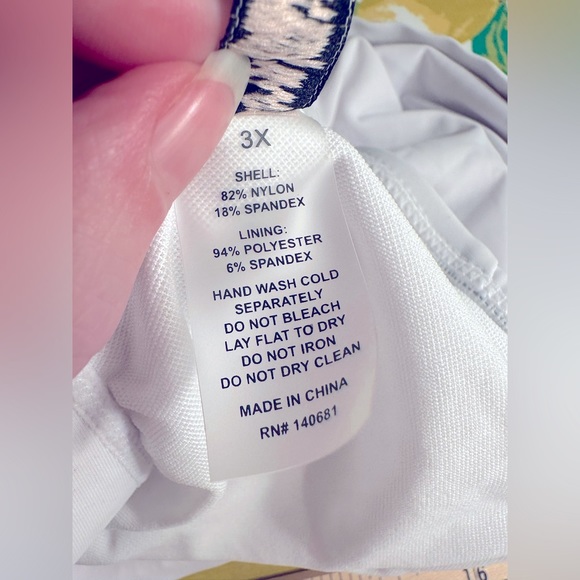 3X
SHELL:
82% NYLON
18% SPANDEX
LINING:
94% POLYESTER
6% SPANDEX
HAND WASH COLD
SEPARATELY
DO NOT BLEACH
LAY FLAT TO DRY
DO NOT IRON
DO NOT DRY CLEAN
MADE IN CHINA
RN# 140681
16